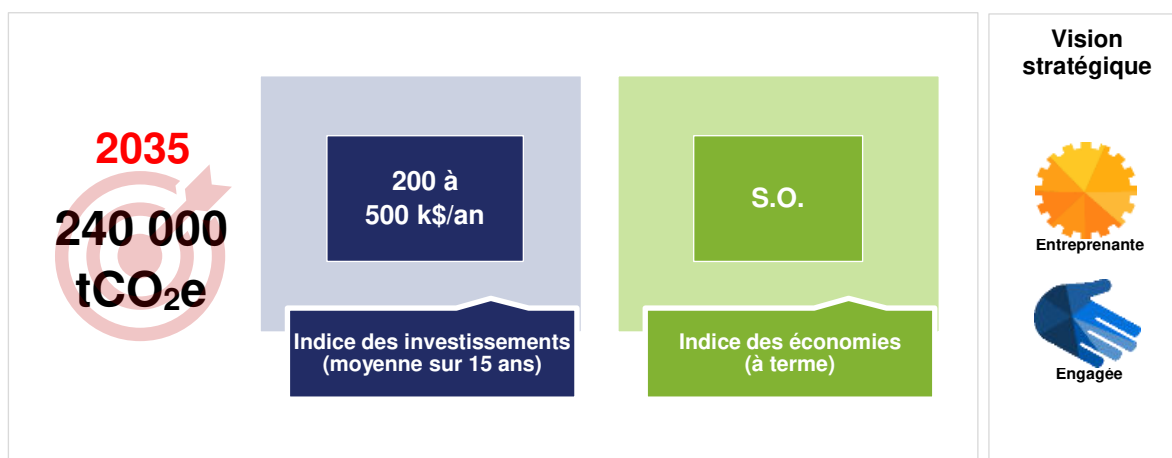 2035
240 000
tCO₂e
200 à
500 k$/an
Indice des investissements
(moyenne sur 15 ans)
S.O.
Indice des économies
(à terme)
Vision
stratégique
Entreprenante
Engagée